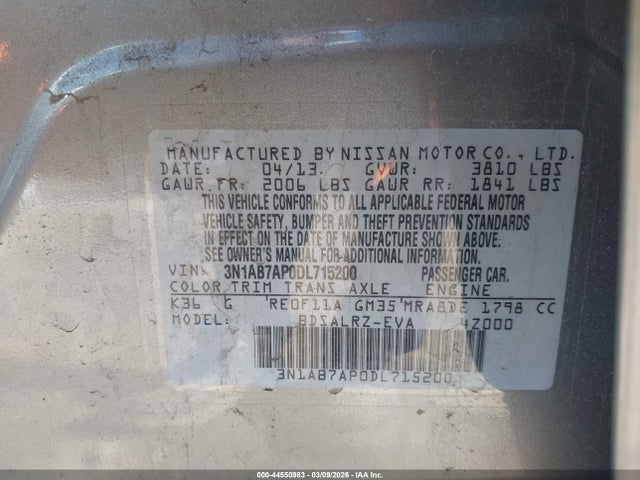 MANUFACTURED BY NISSAN MOTOR CO., LTD.
DATE: 04/13. GVWR: 3810 LBS
GAWR FR: 2006 LBS GAWR RR: 1841 LBS
THIS VEHICLE CONFORMS TO ALL APPLICABLE FEDERAL MOTOR
VEHICLE SAFETY, BUMPER AND THEFT PREVENTION STANDARDS
IN EFFECT ON THE DATE OF MANUFACTURE SHOWN ABOVE.
SEE OWNER'S MANUAL FOR ADDITIONAL INFORMATION.
VIN: 3N1AB7AP0DL715200 PASSENGER CAR.
COLOR TRIM TRANS AXLE ENGINE
K36 G RE0F11A GM35 MRA8DE 1798 CC
MODEL: BDSALRZ-EVA 4Z000
3N1AB7AP0DL715200
000-44550983 - 03/09/2026 - IAA Corp.